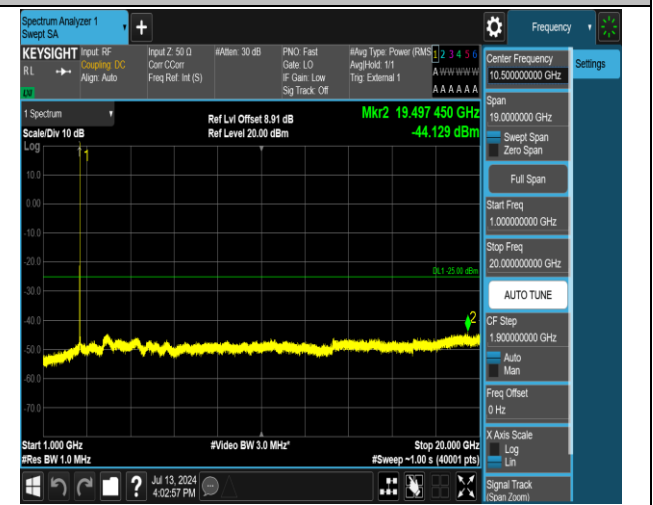 Spectrum Analyzer 1
Swept SA
+
Frequency
KEYSIGHT
Input: RF
Input Z: 50 Ω
#Atten: 30 dB
PNO: Fast
#Avg Type: Power (RMS
1 2 3 4 5 6
RL
Coupling: DC
Corr CCorr
Gate: LO
Avg|Hold: 1/1
A W W W W W
Align: Auto
Freq Ref: Int (S)
IF Gain: Low
Trig: External 1
Sig Track: Off
A A A A A A
LXI
1 Spectrum
Ref Lvl Offset 8.91 dB
Mkr2 19.497 450 GHz
Scale/Div 10 dB
Ref Level 20.00 dBm
-44.129 dBm
Log
1
10.0
0.00
-10.0
-20.0
DL1 -25.00 dBm
-30.0
-40.0
2
-50.0
-60.0
-70.0
Start 1.000 GHz
#Video BW 3.0 MHz*
Stop 20.000 GHz
#Res BW 1.0 MHz
#Sweep ~1.00 s (40001 pts)
?
Jul 13, 2024
4:02:57 PM
Center Frequency
10.500000000 GHz
Settings
Span
19.0000000 GHz
Swept Span
Zero Span
Full Span
Start Freq
1.000000000 GHz
Stop Freq
20.000000000 GHz
AUTO TUNE
CF Step
1.900000000 GHz
Auto
Man
Freq Offset
0 Hz
X Axis Scale
Log
Lin
Signal Track
(Span Zoom)